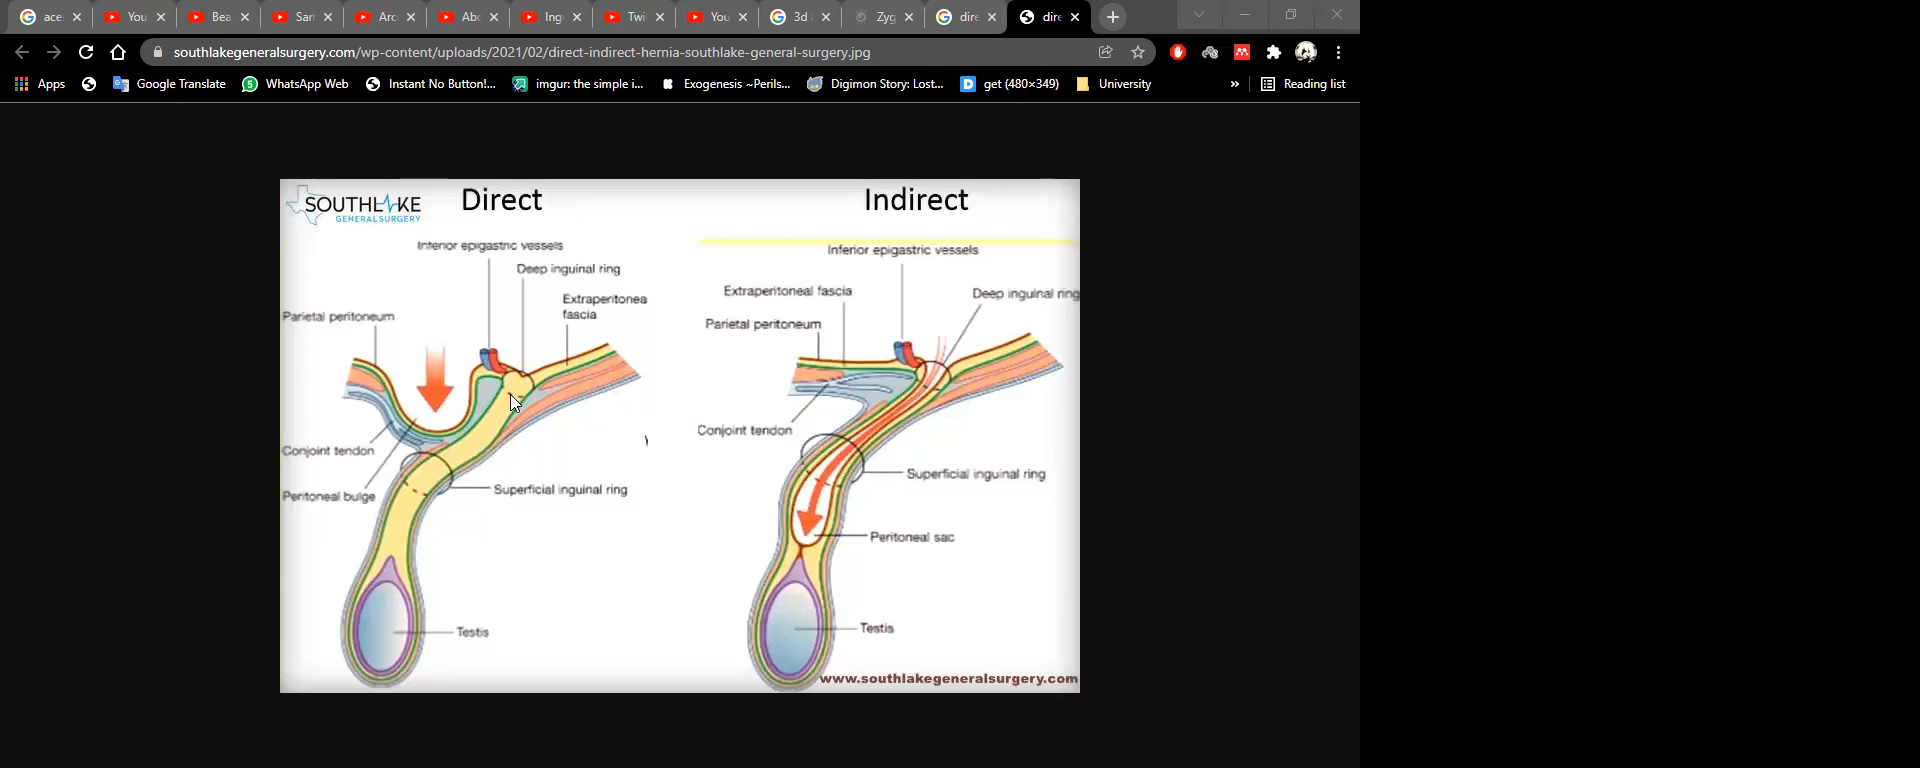 ace
You
Bea
San
Arc
Abc
Ing
Twi
You
3d
Zyg
dire
dire
southlakegeneralsurgery.com/wp-content/uploads/2021/02/direct-indirect-hernia-southlake-general-surgery.jpg
Apps
Google Translate
WhatsApp Web
Instant No Button!...
imgur: the simple i...
Exogenesis ~Perils...
Digimon Story: Lost...
get (480×349)
University
»
Reading list
SOUTHLAKE
GENERALSURGERY
Direct
Indirect
Inferior epigastric vessels
Deep inguinal ring
Extraperitonea
fascia
Parietal peritoneum
Conjoint tendon
Peritoneal bulge
Superficial inguinal ring
Testis
Inferior epigastric vessels
Extraperitoneal fascia
Deep inguinal ring
Parietal peritoneum
Conjoint tendon
Superficial inguinal ring
Peritoneal sac
Testis
www.southlakegeneralsurgery.com